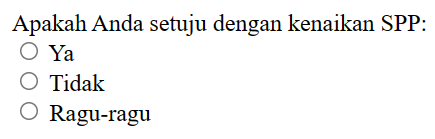 Apakah Anda setuju dengan kenaikan SPP:
Ya
Tidak
Ragu-ragu